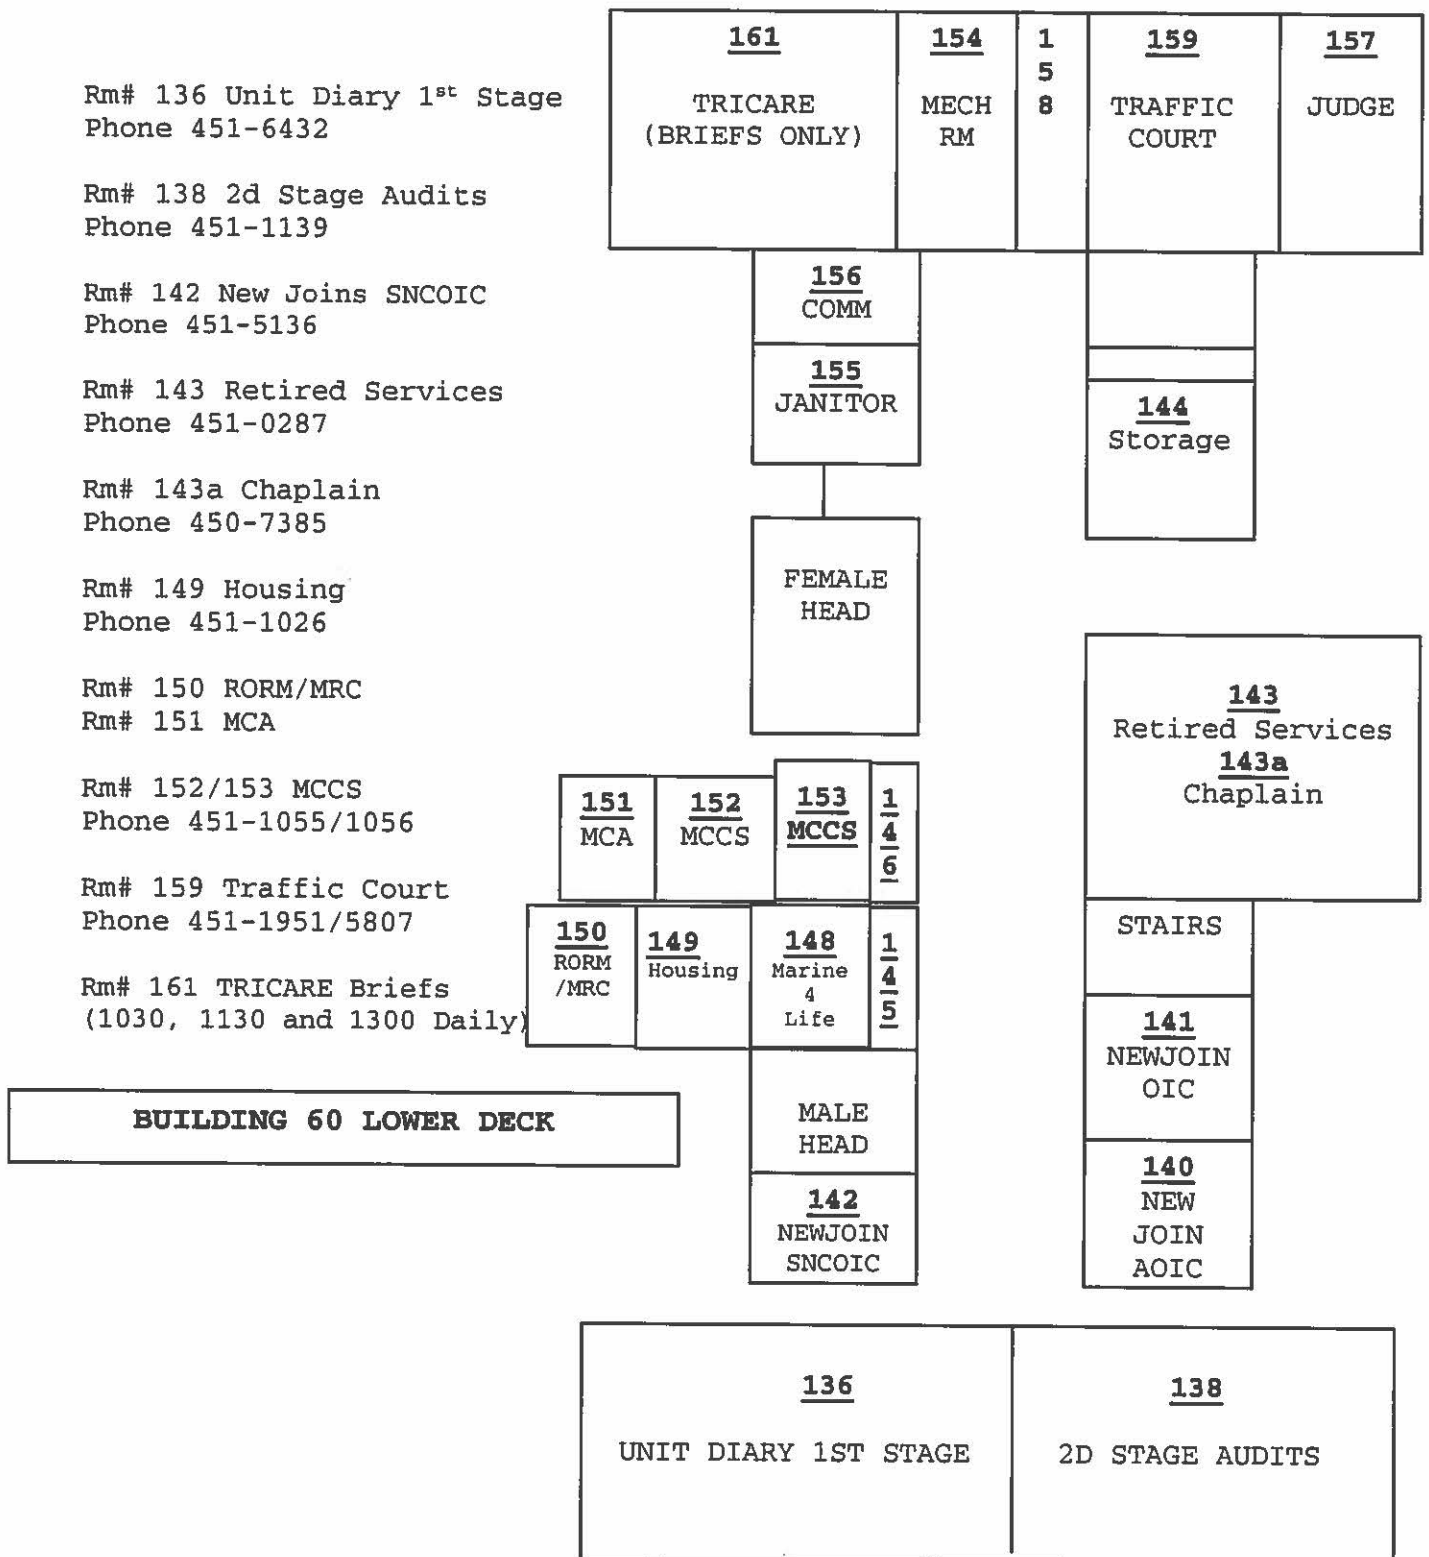 Rm# 136 Unit Diary 1st Stage
Phone 451-6432
Rm# 138 2d Stage Audits
Phone 451-1139
Rm# 142 New Joins SNCOIC
Phone 451-5136
Rm# 143 Retired Services
Phone 451-0287
Rm# 143a Chaplain
Phone 450-7385
Rm# 149 Housing
Phone 451-1026
Rm# 150 RORM/MRC
Rm# 151 MCA
Rm# 152/153 MCCS
Phone 451-1055/1056
Rm# 159 Traffic Court
Phone 451-1951/5807
Rm# 161 TRICARE Briefs
(1030, 1130 and 1300 Daily)
BUILDING 60 LOWER DECK
161
TRICARE
(BRIEFS ONLY)
154
MECH
RM
1
5
8
159
TRAFFIC
COURT
157
JUDGE
156
COMM
155
JANITOR
144
Storage
FEMALE
HEAD
143
Retired Services
143a
Chaplain
151
MCA
152
MCCS
153
MCCS
1
4
6
150
RORM
/MRC
149
Housing
148
Marine
4
Life
1
4
5
STAIRS
141
NEWJOIN
OIC
MALE
HEAD
140
NEW
JOIN
AOIC
142
NEWJOIN
SNCOIC
136
UNIT DIARY 1ST STAGE
138
2D STAGE AUDITS